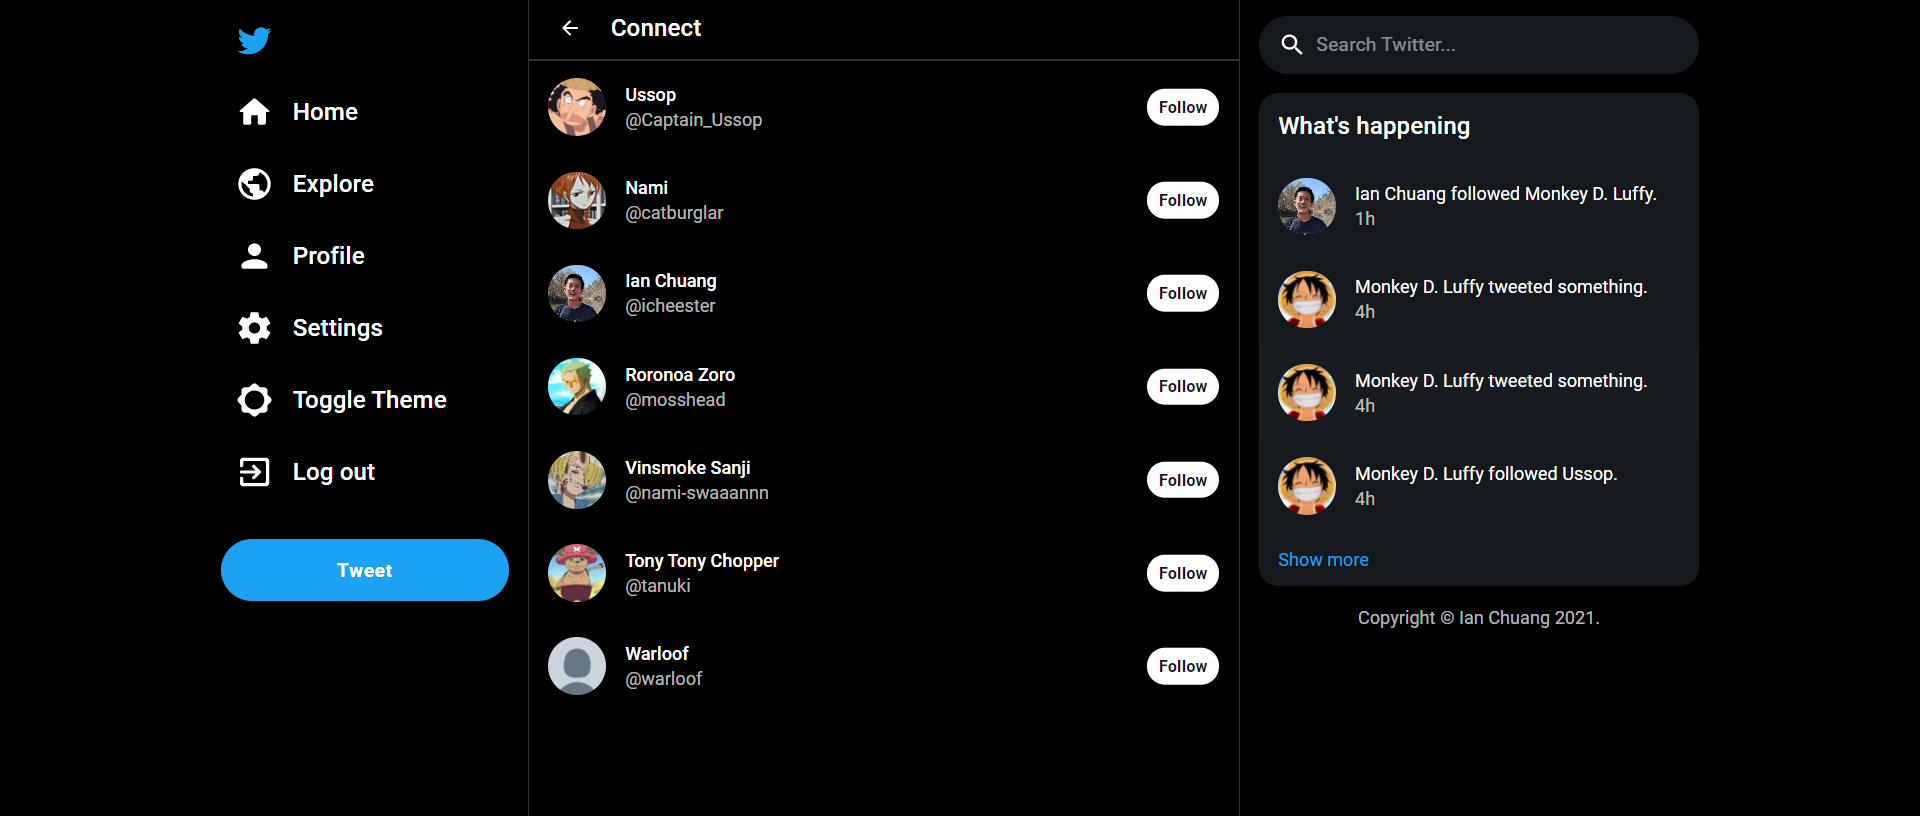 Home
Explore
Profile
Settings
Toggle Theme
Log out
Tweet
Connect
Ussop
@Captain_Ussop
Follow
Nami
@catburglar
Follow
Ian Chuang
@icheester
Follow
Roronoa Zoro
@mosshead
Follow
Vinsmoke Sanji
@nami-swaaannn
Follow
Tony Tony Chopper
@tanuki
Follow
Warloof
@warloof
Follow
Search Twitter...
What's happening
Ian Chuang followed Monkey D. Luffy.
1h
Monkey D. Luffy tweeted something.
4h
Monkey D. Luffy tweeted something.
4h
Monkey D. Luffy followed Ussop.
4h
Show more
Copyright © Ian Chuang 2021.